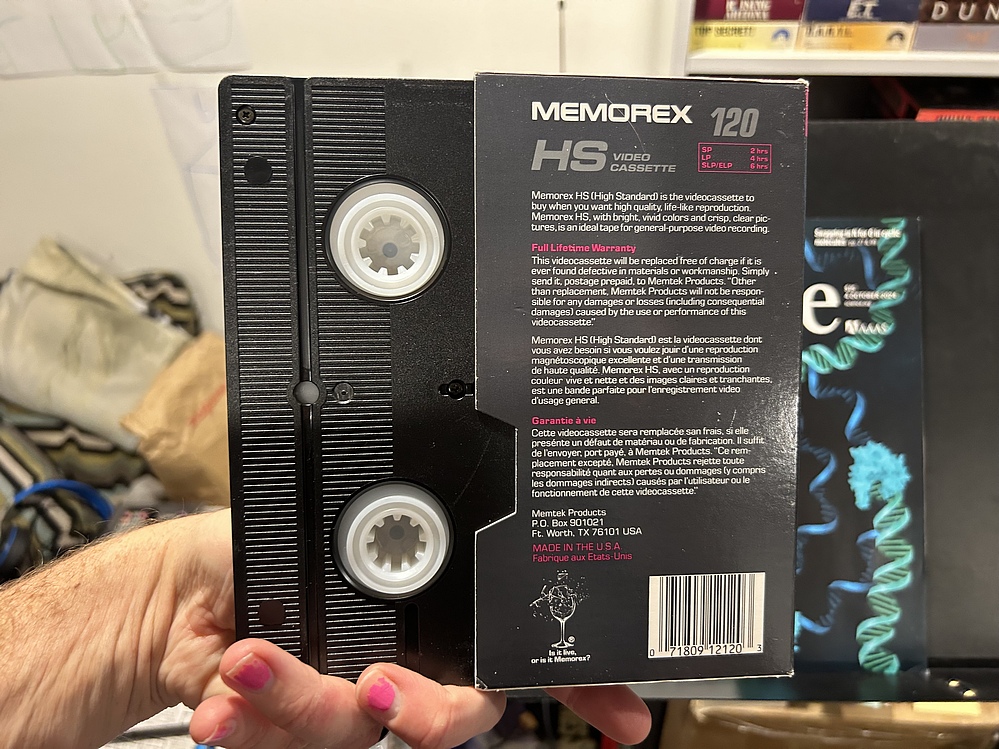 MEMOREX 120
HS VIDEO
CASSETTE
SP 2 hrs
LP 4 hrs
SLP/ELP 6 hrs
Memorex HS (High Standard) is the videocassette to
buy when you want high quality, life-like reproduction.
Memorex HS, with bright, vivid colors and crisp, clear pic-
tures, is an ideal tape for general-purpose video recording.
Full Lifetime Warranty
This videocassette will be replaced free of charge if it is
ever found defective in materials or workmanship. Simply
send it, postage prepaid, to Memtek Products. "Other
than replacement, Memtek Products will not be respon-
sible for any damages or losses (including consequential
damages) caused by the use or performance of this
videocassette."
Memorex HS (High Standard) est la videocassette dont
vous avez besoin si vous voulez jouir d'une reproduction
magnétoscopique excellente et d'une transmission
de haute qualité. Memorex HS, avec un reproduction
couleur vive et nette et des images claires et tranchantes,
est une bande parfaite pour l'enregistrement video
d'usage general.
Garantie à vie
Cette videocassette sera remplacée san frais, si elle
presénte un défaut de matériau ou de fabrication. Il suffit
de l'envoyer, port payé, à Memtek Products. "Ce rem-
placement excepté, Memtek Products rejette toute
responsabilité quant aux pertes ou dommages (y compris
les dommages indirects) causés par l'utilisateur ou le
fonctionnement de cette videocassette."
Memtek Products
P.O. Box 901021
Ft. Worth, TX 76101 USA
MADE IN THE U.S.A.
Fabrique aux Etats-Unis
®
Is it live,
or is it Memorex?
0 71809 12120 3
RAISING
ARIZONA
TOP SECRET!
E.T.
DUN
e
4 OCTOBER 2024
AAAS